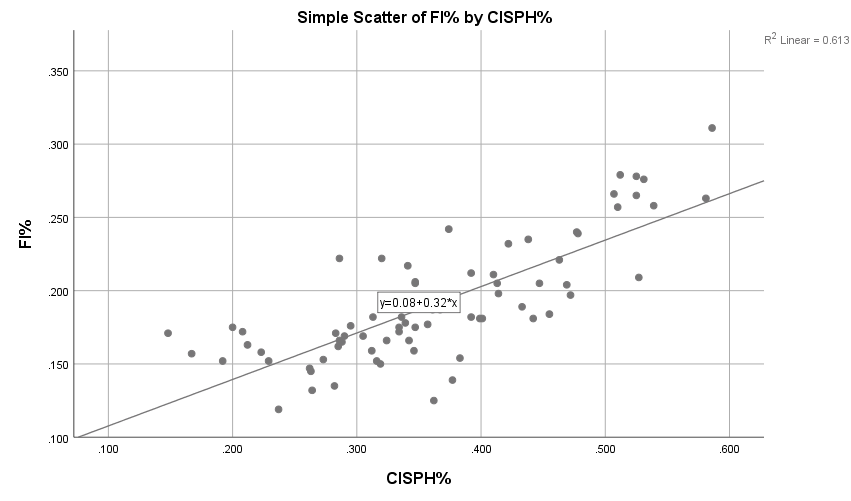 Simple Scatter of FI% by CISPH%
R2 Linear = 0.613
.350
.300
.250
.200
.150
.100
FI%
y=0.08+0.32*x
.100 .200 .300 .400 .500 .600
CISPH%